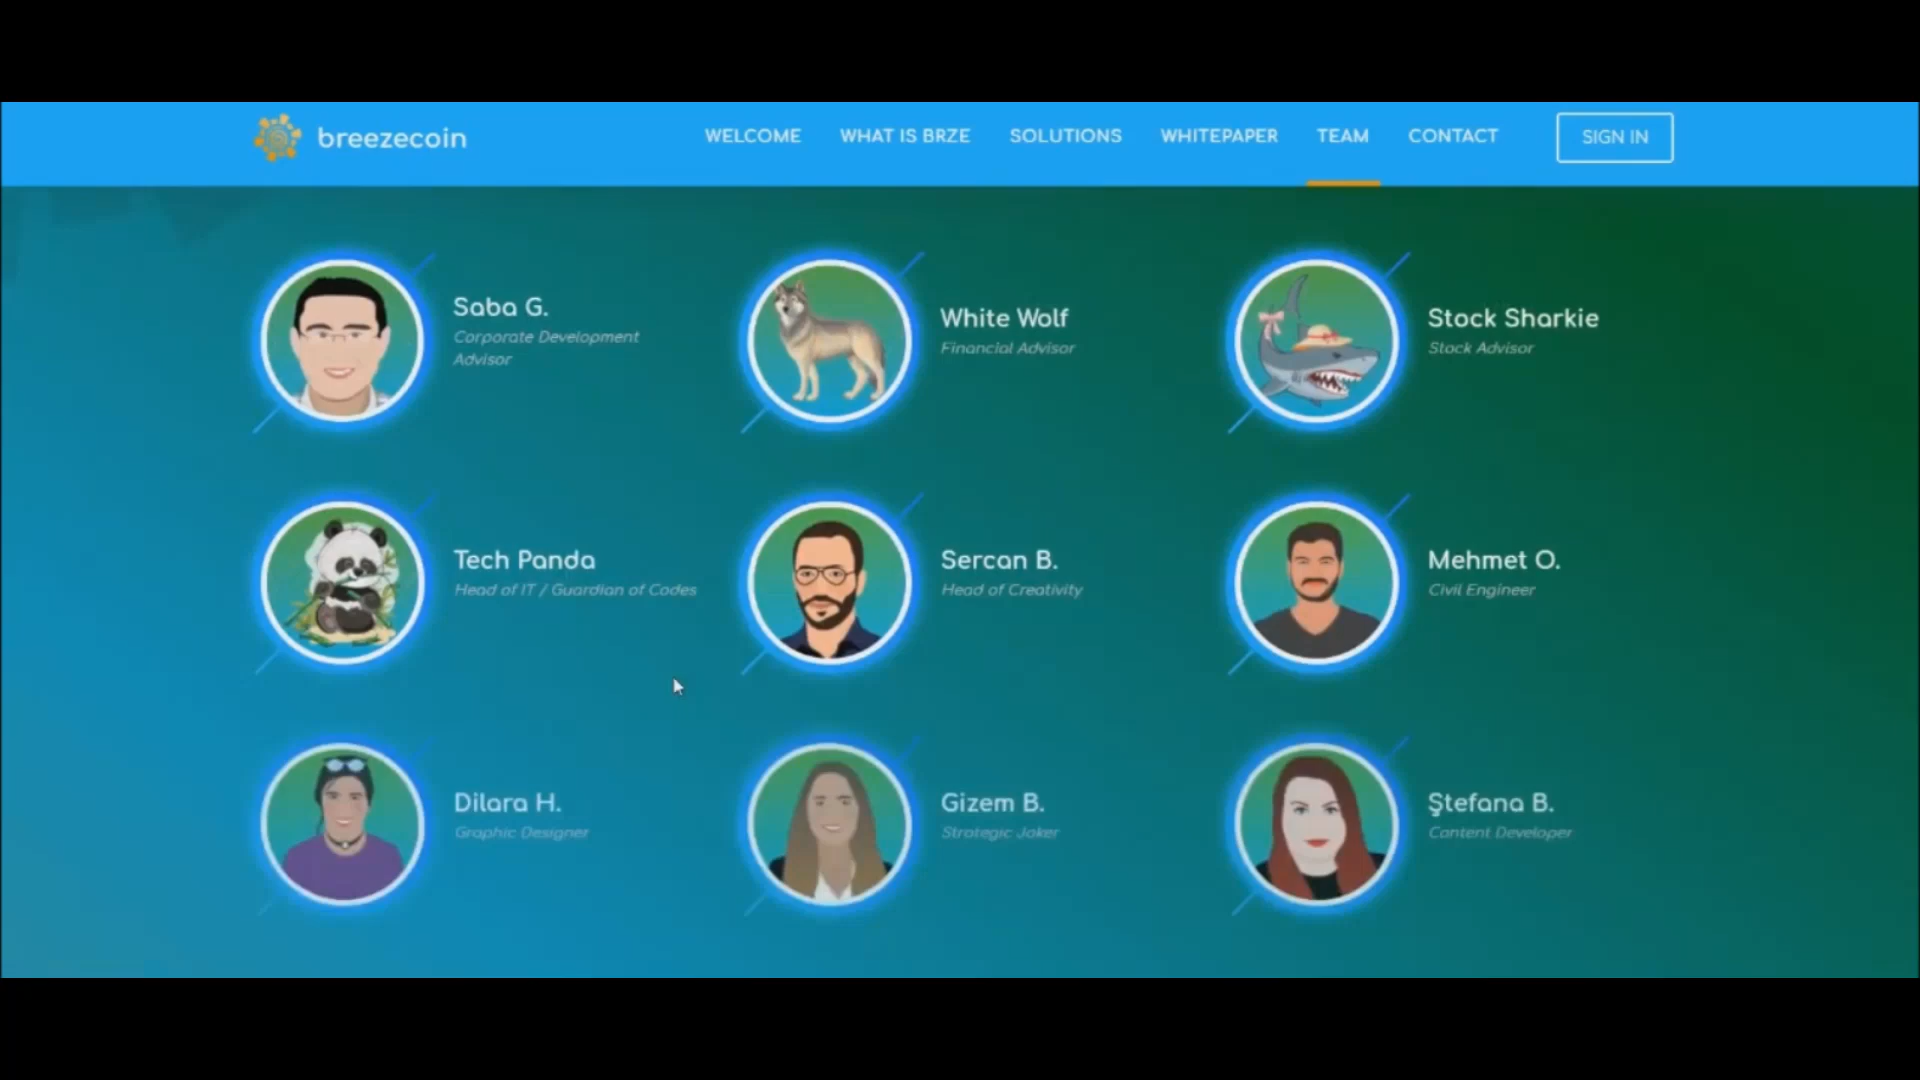 breezecoin
WELCOME
WHAT IS BRZE
SOLUTIONS
WHITEPAPER
TEAM
CONTACT
SIGN IN
Saba G.
Corporate Development
Advisor
White Wolf
Financial Advisor
Stock Sharkie
Stock Advisor
Tech Panda
Head of IT / Guardian of Codes
Sercan B.
Head of Creativity
Mehmet O.
Civil Engineer
Dilara H.
Graphic Designer
Gizem B.
Strategic Joker
Ştefana B.
Content Developer